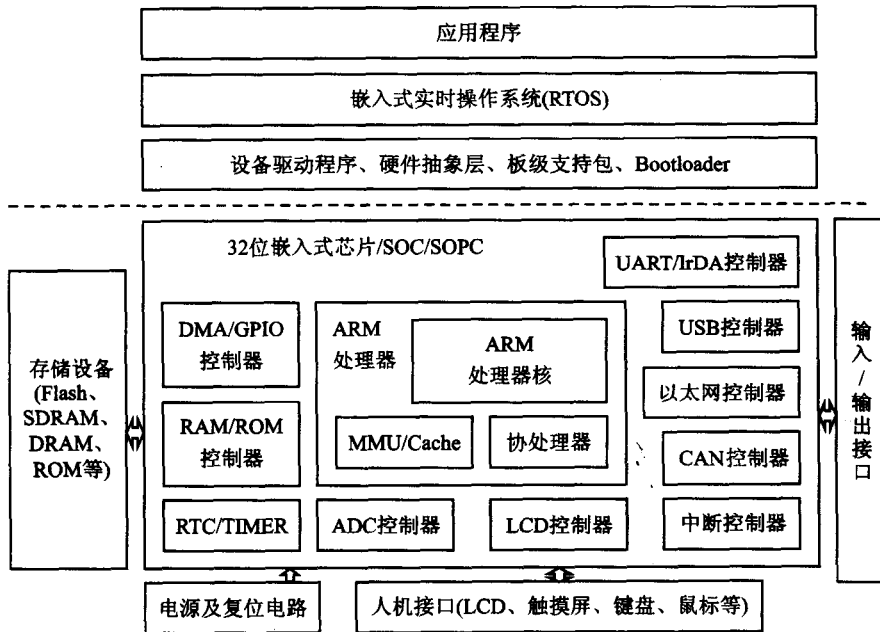 应用程序
嵌入式实时操作系统(RTOS)
设备驱动程序、硬件抽象层、板级支持包、Bootloader
32位嵌入式芯片/SOC/SOPC
UART/IrDA控制器
存储设备
(Flash、
SDRAM、
DRAM、
ROM等)
DMA/GPIO
控制器
RAM/ROM
控制器
RTC/TIMER
ARM
处理器
ARM
处理器核
MMU/Cache
协处理器
ADC控制器
LCD控制器
USB控制器
以太网控制器
CAN控制器
中断控制器
输
入
/
输
出
接
口
电源及复位电路
人机接口(LCD、触摸屏、键盘、鼠标等)